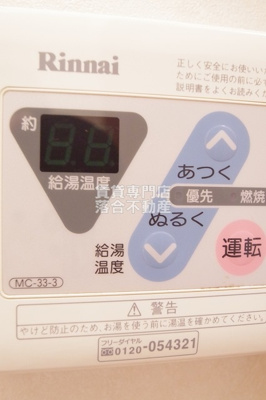 Rinnai
正しく安全にお使いい
ためにご使用の前に必ず
説明書をよくお読みくだ
約
給湯温度
あつく
優先 燃焼
ぬるく
給湯
温度
運転
賃貸専門店
落合不動産
MC-33-3
⚠警告
やけど防止のため、お湯を使う前に湯温を確かめてください。
フリーダイヤル 0120-054321